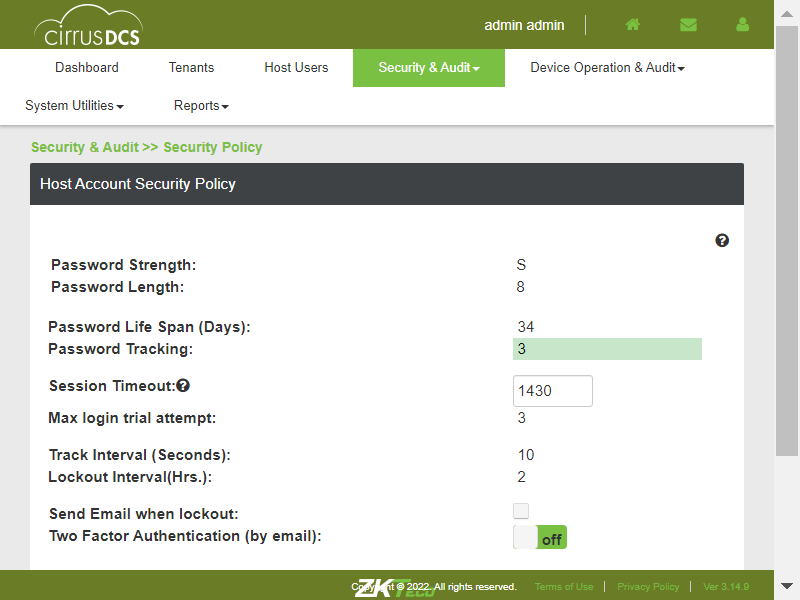 cirrusDCS
admin admin
Dashboard Tenants Host Users Security & Audit Device Operation & Audit
System Utilities Reports
Security & Audit >> Security Policy
Host Account Security Policy
Password Strength: S
Password Length: 8
Password Life Span (Days): 34
Password Tracking: 3
Session Timeout: 1430
Max login trial attempt: 3
Track Interval (Seconds): 10
Lockout Interval(Hrs.): 2
Send Email when lockout:
Two Factor Authentication (by email): off
ZKTeco
Copyright © 2022. All rights reserved. Terms of Use Privacy Policy Ver 3.14.9